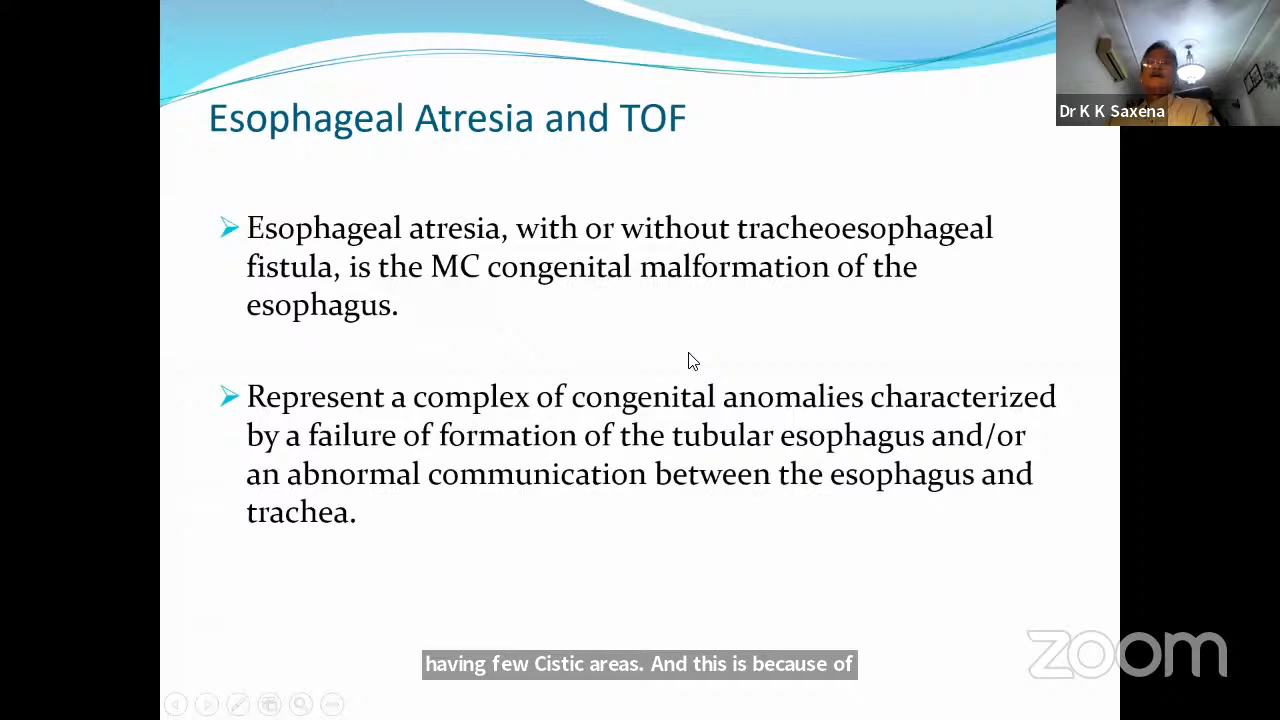 Esophageal Atresia and TOF
Dr K K Saxena
Esophageal atresia, with or without tracheoesophageal
fistula, is the MC congenital malformation of the
esophagus.
Represent a complex of congenital anomalies characterized
by a failure of formation of the tubular esophagus and/or
an abnormal communication between the esophagus and
trachea.
having few Cistic areas. And this is because of
zoom